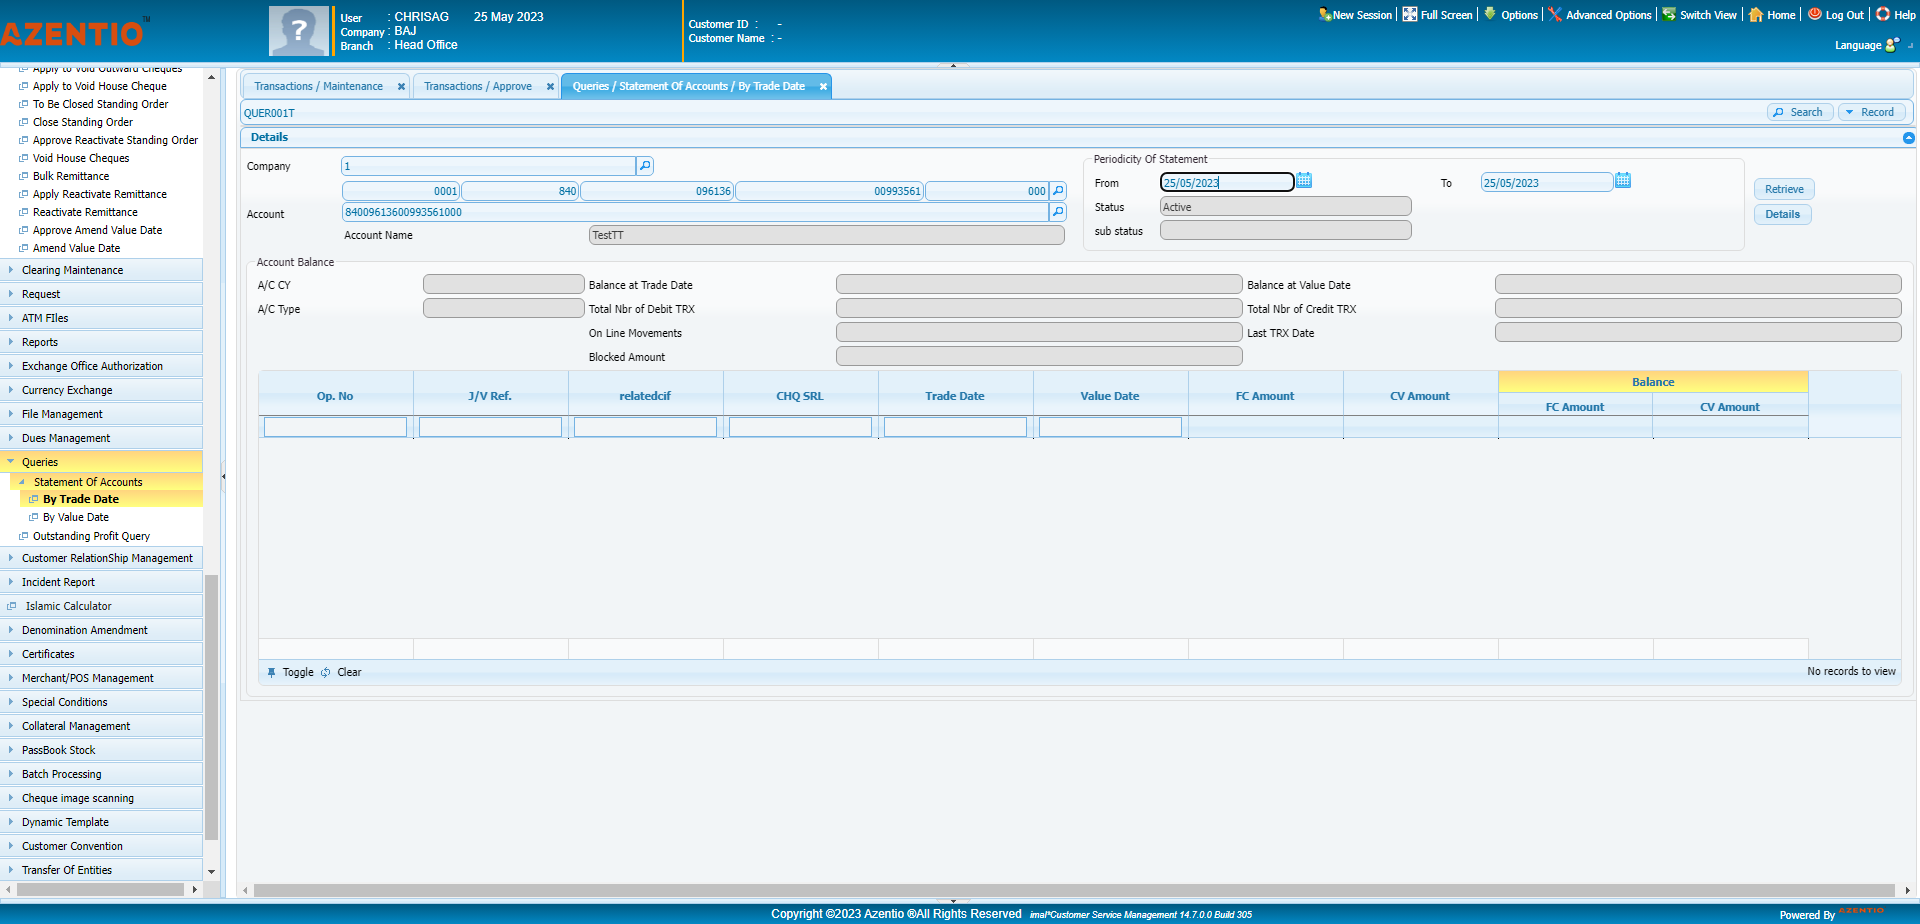 AZENTIO™
User : CHRISAG 25 May 2023
Company : BAJ
Branch : Head Office
Customer ID : -
Customer Name : -
New Session Full Screen Options Advanced Options Switch View Home Log Out Help
Language
Apply to Void Outward Cheques
Apply to Void House Cheque
To Be Closed Standing Order
Close Standing Order
Approve Reactivate Standing Order
Void House Cheques
Bulk Remittance
Apply Reactivate Remittance
Reactivate Remittance
Approve Amend Value Date
Amend Value Date
Clearing Maintenance
Request
ATM FIles
Reports
Exchange Office Authorization
Currency Exchange
File Management
Dues Management
Queries
Statement Of Accounts
By Trade Date
By Value Date
Outstanding Profit Query
Customer RelationShip Management
Incident Report
Islamic Calculator
Denomination Amendment
Certificates
Merchant/POS Management
Special Conditions
Collateral Management
PassBook Stock
Batch Processing
Cheque image scanning
Dynamic Template
Customer Convention
Transfer Of Entities
Transactions / Maintenance Transactions / Approve Queries / Statement Of Accounts / By Trade Date
QUER001T Search Record
Details
Company 1
0001 840 096136 00993561 000
Account 84009613600993561000
Account Name TestTT
Periodicity Of Statement
From 25/05/2023 To 25/05/2023
Status Active
sub status
Retrieve
Details
Account Balance
A/C CY Balance at Trade Date Balance at Value Date
A/C Type Total Nbr of Debit TRX Total Nbr of Credit TRX
On Line Movements Last TRX Date
Blocked Amount
Op. No J/V Ref. relatedcif CHQ SRL Trade Date Value Date FC Amount CV Amount Balance
FC Amount CV Amount
Toggle Clear No records to view
Copyright ©2023 Azentio ®All Rights Reserved imal*Customer Service Management 14.7.0.0 Build 305
Powered By AZENTIO